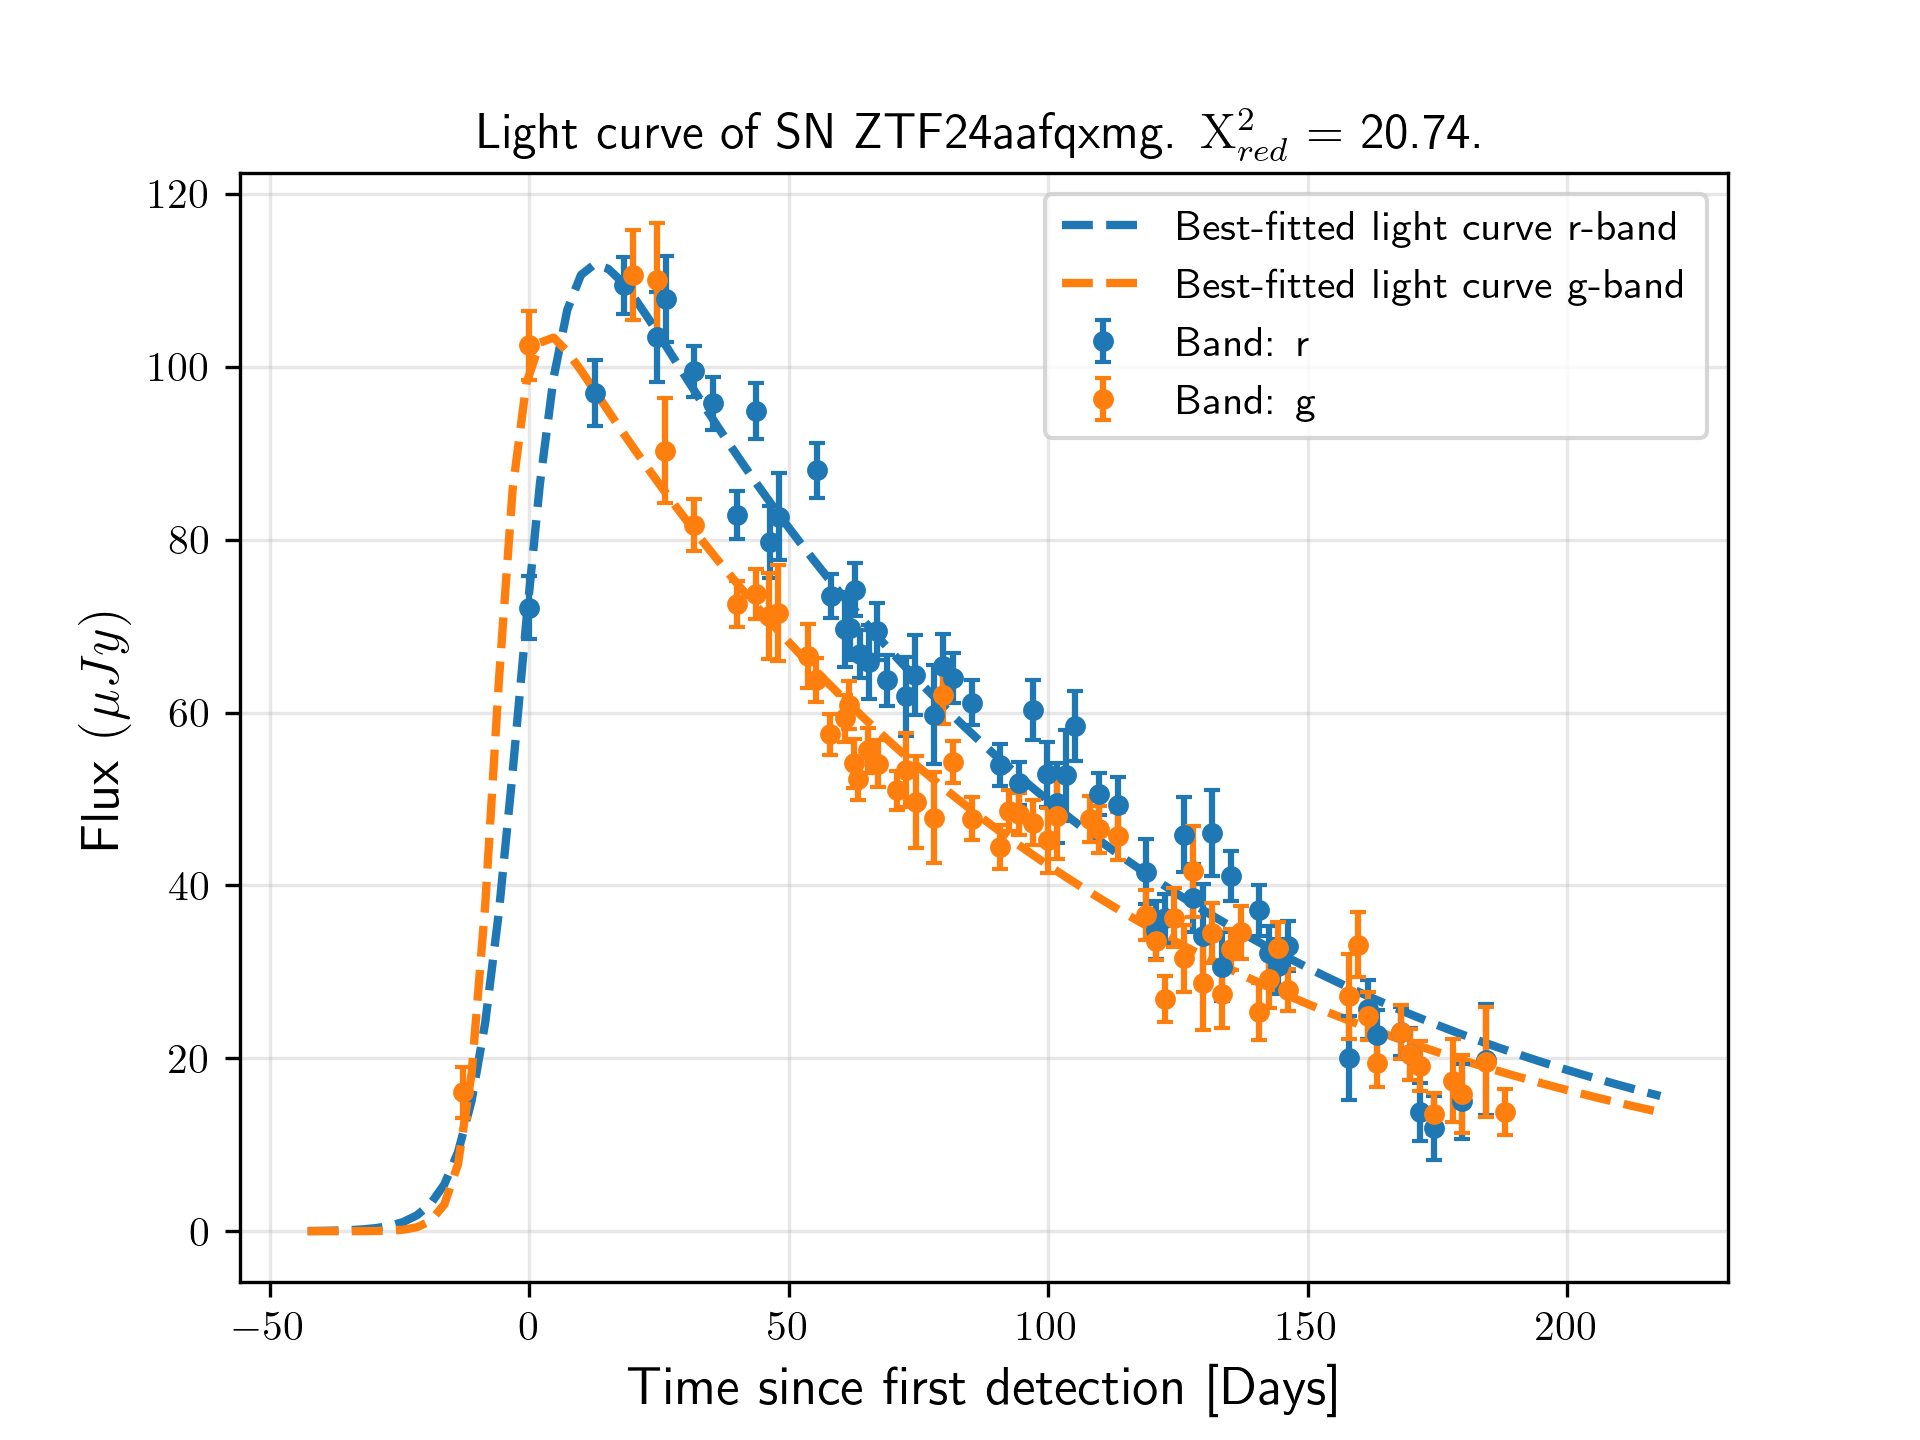 Light curve of SN ZTF24aafqxmg. X²_red = 20.74.
120
100
80
60
40
20
0
Flux (μJy)
Best-fitted light curve r-band
Best-fitted light curve g-band
Band: r
Band: g
−50 0 50 100 150 200
Time since first detection [Days]